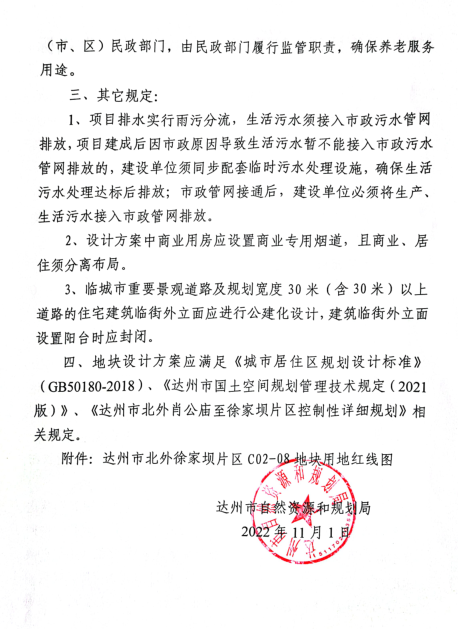 （市、区）民政部门，由民政部门履行监管职责，确保养老服务
用途。
三、其它规定：
1、项目排水实行雨污分流，生活污水须接入市政污水管网
排放，项目建成后因市政原因导致生活污水暂不能接入市政污水
管网排放的，建设单位须同步配套临时污水处理设施，确保生活
污水处理达标后排放；市政管网接通后，建设单位必须将生产、
生活污水接入市政管网排放。
2、设计方案中商业用房应设置商业专用烟道，且商业、居
住须分离布局。
3、临城市重要景观道路及规划宽度 30 米（含 30 米）以上
道路的住宅建筑临街外立面应进行公建化设计，建筑临街外立面
设置阳台时应封闭。
四、地块设计方案应满足《城市居住区规划设计标准》
（GB50180-2018）、《达州市国土空间规划管理技术规定（2021
版）》、《达州市北外肖公庙至徐家坝片区控制性详细规划》相
关规定。
附件：达州市北外徐家坝片区 C02-08 地块用地红线图
达州市自然资源和规划局
2022 年 11 月 1 日
达州市自然资源和规划局